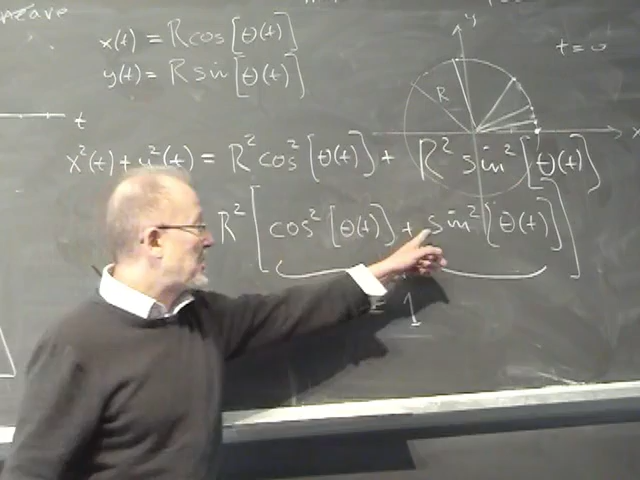 x(t) = R cos [θ(t)]
y(t) = R sin [θ(t)]
y
t = 0
R
x
t
x²(t) + y²(t) = R² cos² [θ(t)] + R² sin² [θ(t)]
R² [cos² [θ(t)] + sin² [θ(t)]]
1